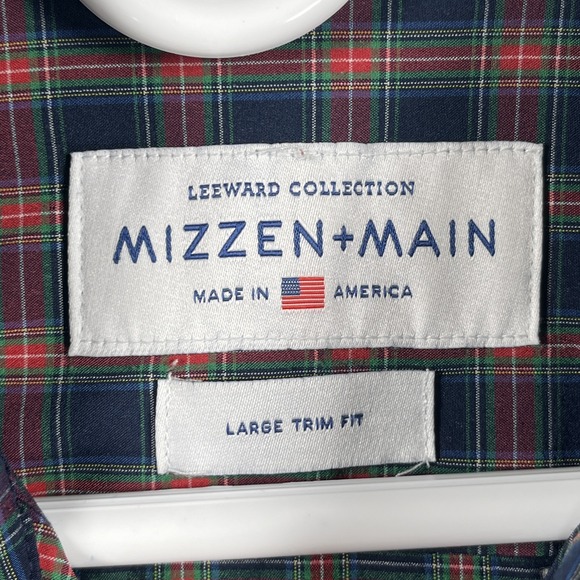 LEEWARD COLLECTION
MIZZEN+MAIN
MADE IN AMERICA
LARGE TRIM FIT